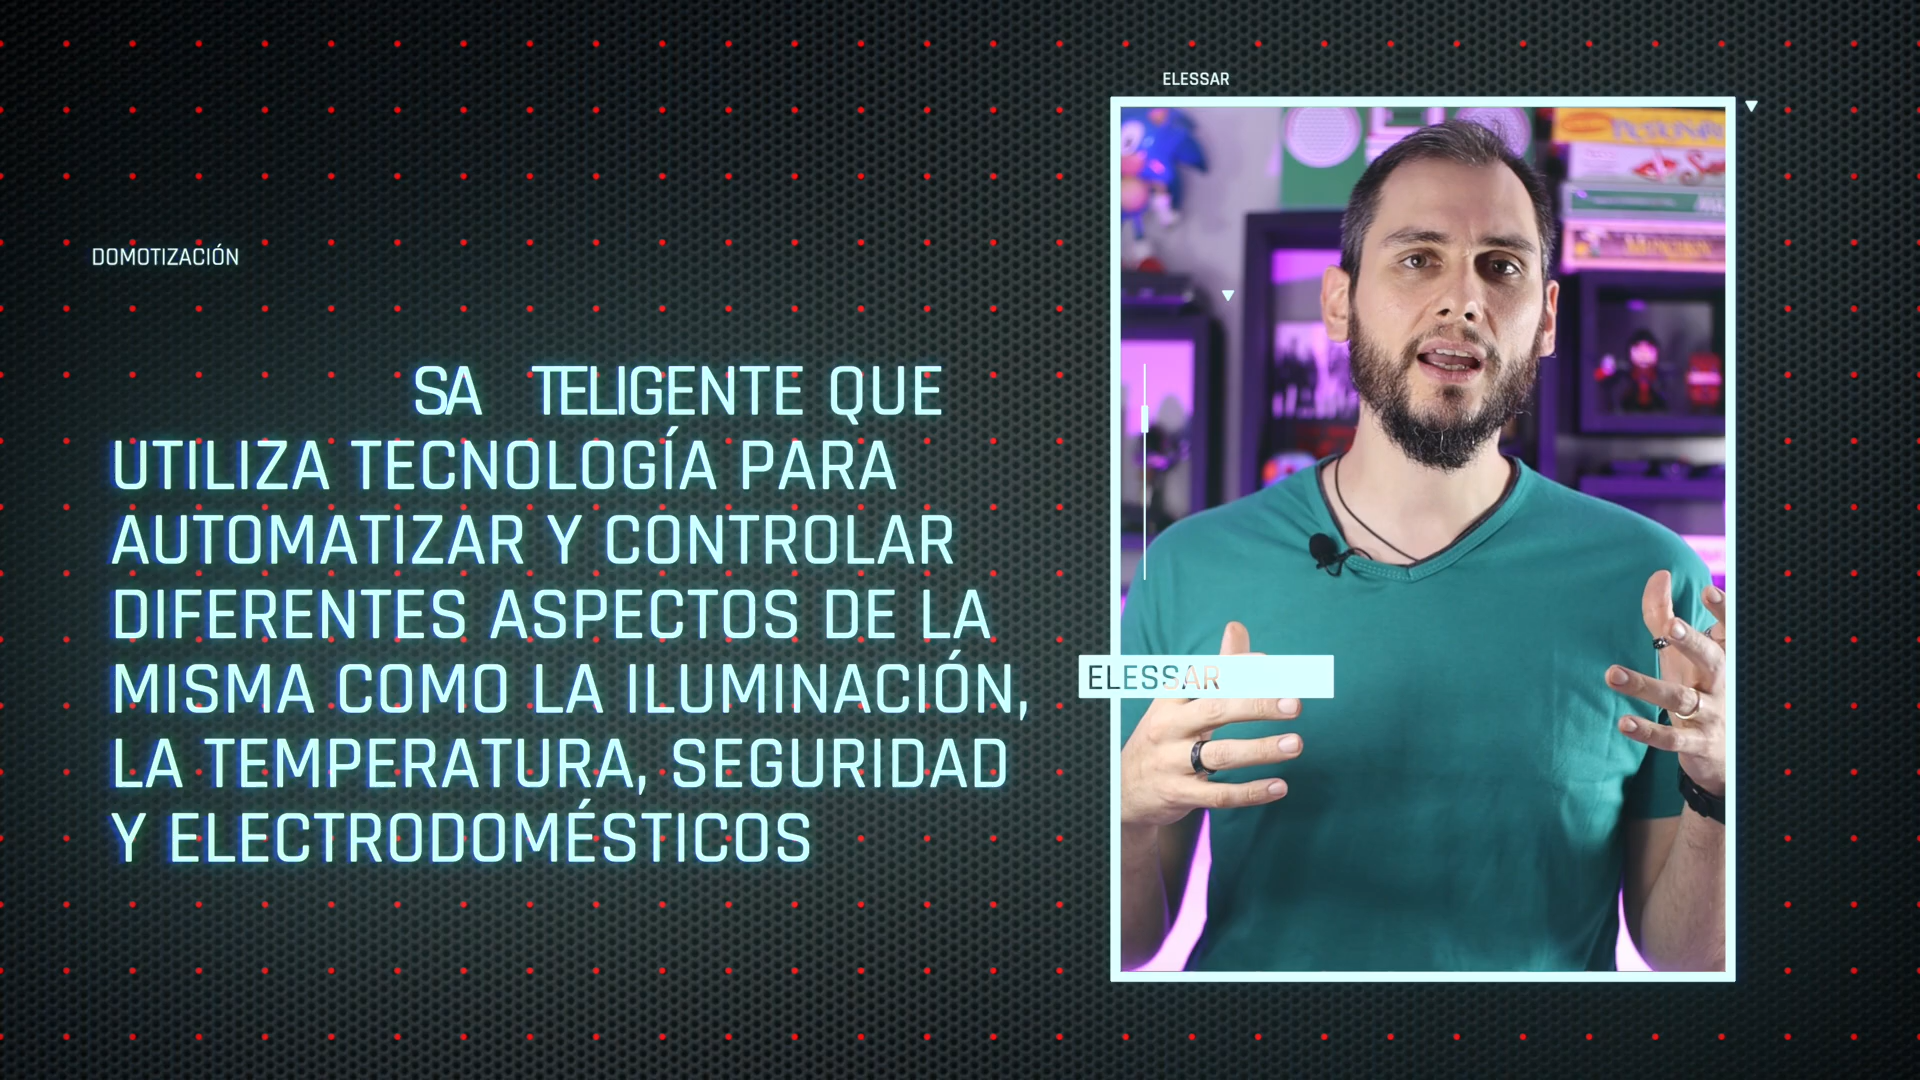 ELESSAR
DOMOTIZACIÓN
SA TELIGENTE QUE
UTILIZA TECNOLOGÍA PARA
AUTOMATIZAR Y CONTROLAR
DIFERENTES ASPECTOS DE LA
MISMA COMO LA ILUMINACIÓN,
LA TEMPERATURA, SEGURIDAD
Y ELECTRODOMÉSTICOS
ELESSAR